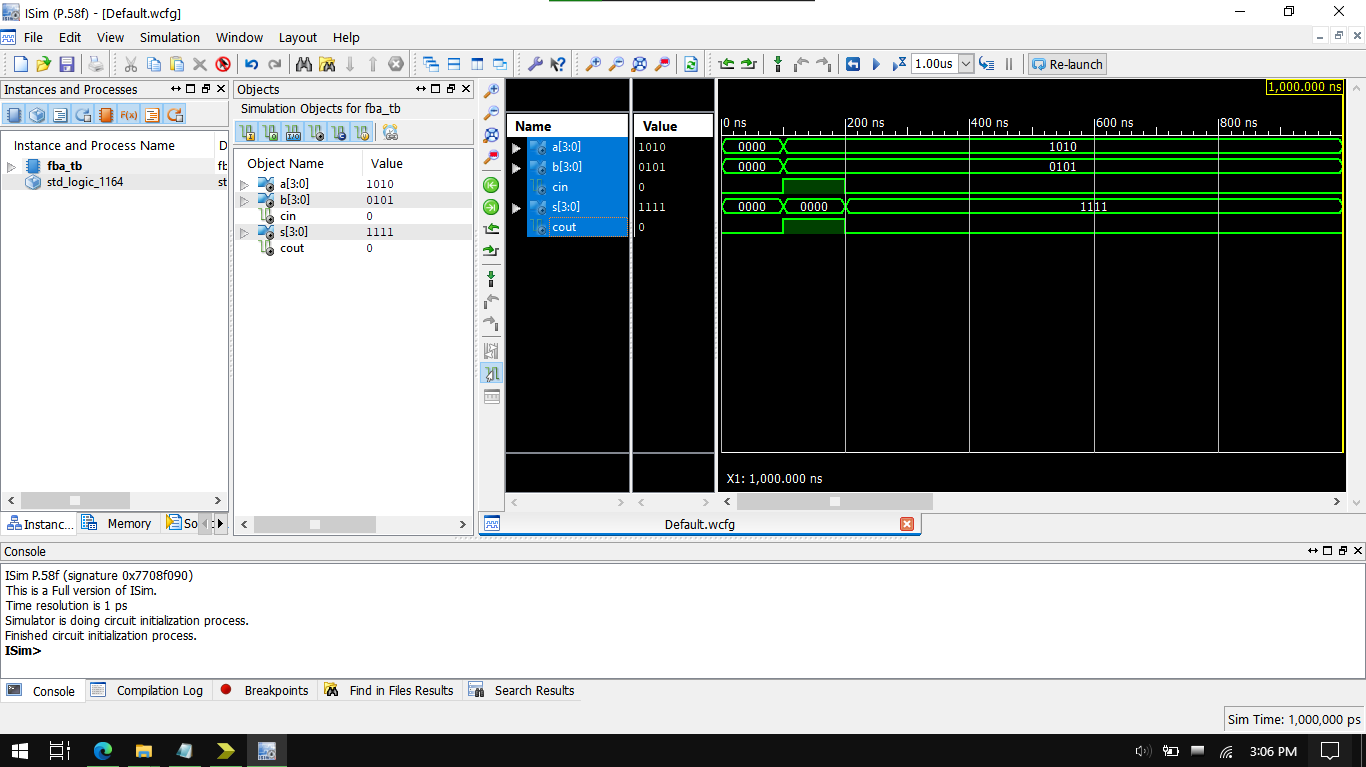 ISim (P.58f) - [Default.wcfg]
File Edit View Simulation Window Layout Help
1.00us Re-launch
Instances and Processes
F(x)
Instance and Process Name D
fba_tb
std_logic_1164 st
Instanc... Memory So
Objects
Simulation Objects for fba_tb
Object Name Value
a[3:0] 1010
b[3:0] 0101
cin 0
s[3:0] 1111
cout 0
1,000.000 ns
Name Value 0 ns 200 ns 400 ns 600 ns 800 ns
a[3:0] 1010 0000 1010
b[3:0] 0101 0000 0101
cin 0
s[3:0] 1111 0000 0000 1111
cout 0
X1: 1,000.000 ns
Default.wcfg
Console
ISim P.58f (signature 0x7708f090)
This is a Full version of ISim.
Time resolution is 1 ps
Simulator is doing circuit initialization process.
Finished circuit initialization process.
ISim>
Console Compilation Log Breakpoints Find in Files Results Search Results
Sim Time: 1,000,000 ps
3:06 PM